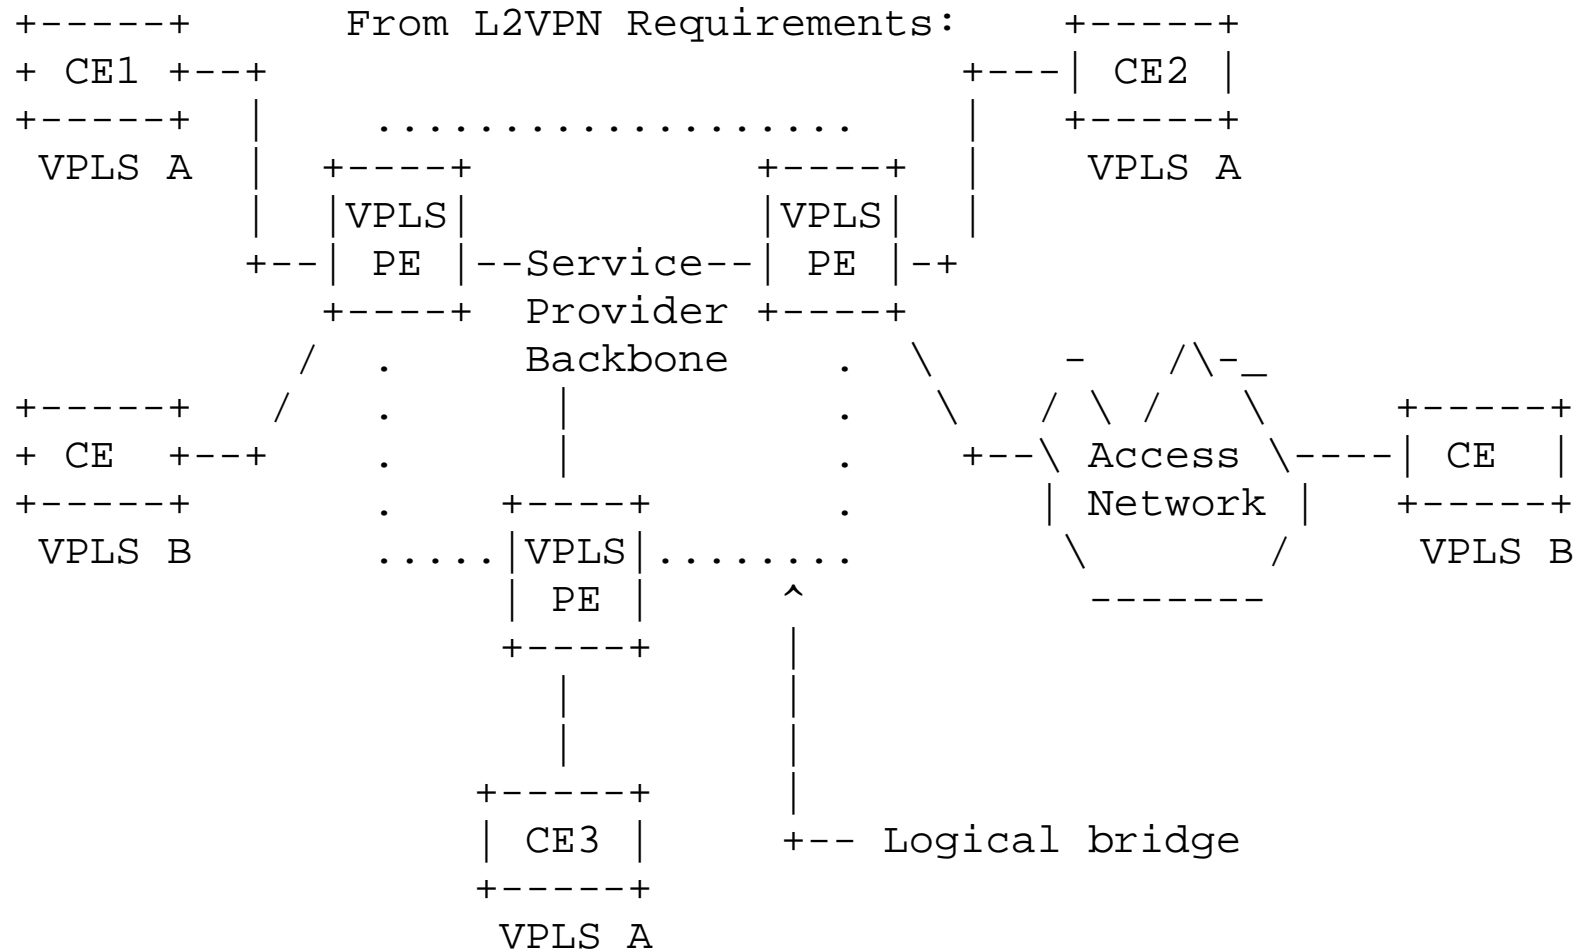 From L2VPN Requirements:
CE1 CE2
VPLS A VPLS A
VPLS VPLS
PE Service PE
Provider
Backbone
CE Access CE
Network
VPLS B VPLS VPLS B
PE
CE3 Logical bridge
VPLS A